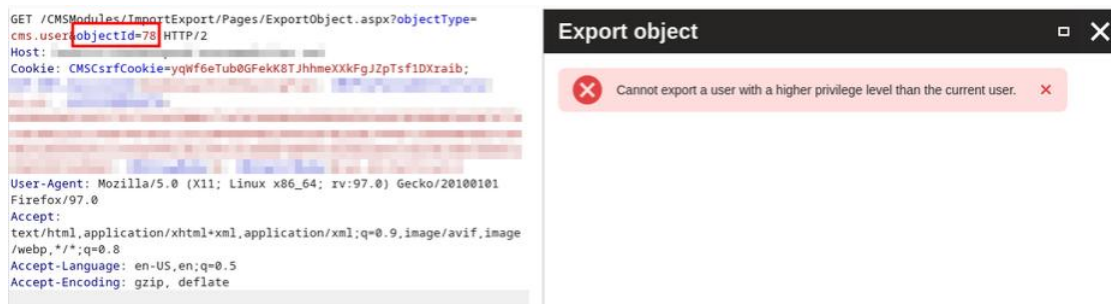 GET /CMSModules/ImportExport/Pages/ExportObject.aspx?objectType=
cms.user&objectId=78 HTTP/2
Host:
Cookie: CMSCsrfCookie=yqWf6eTub0GFekK8TJhhmeXXkFgJZpTsf1DXraib;
User-Agent: Mozilla/5.0 (X11; Linux x86_64; rv:97.0) Gecko/20100101
Firefox/97.0
Accept:
text/html,application/xhtml+xml,application/xml;q=0.9,image/avif,image
/webp,*/*;q=0.8
Accept-Language: en-US,en;q=0.5
Accept-Encoding: gzip, deflate
Export object
Cannot export a user with a higher privilege level than the current user.